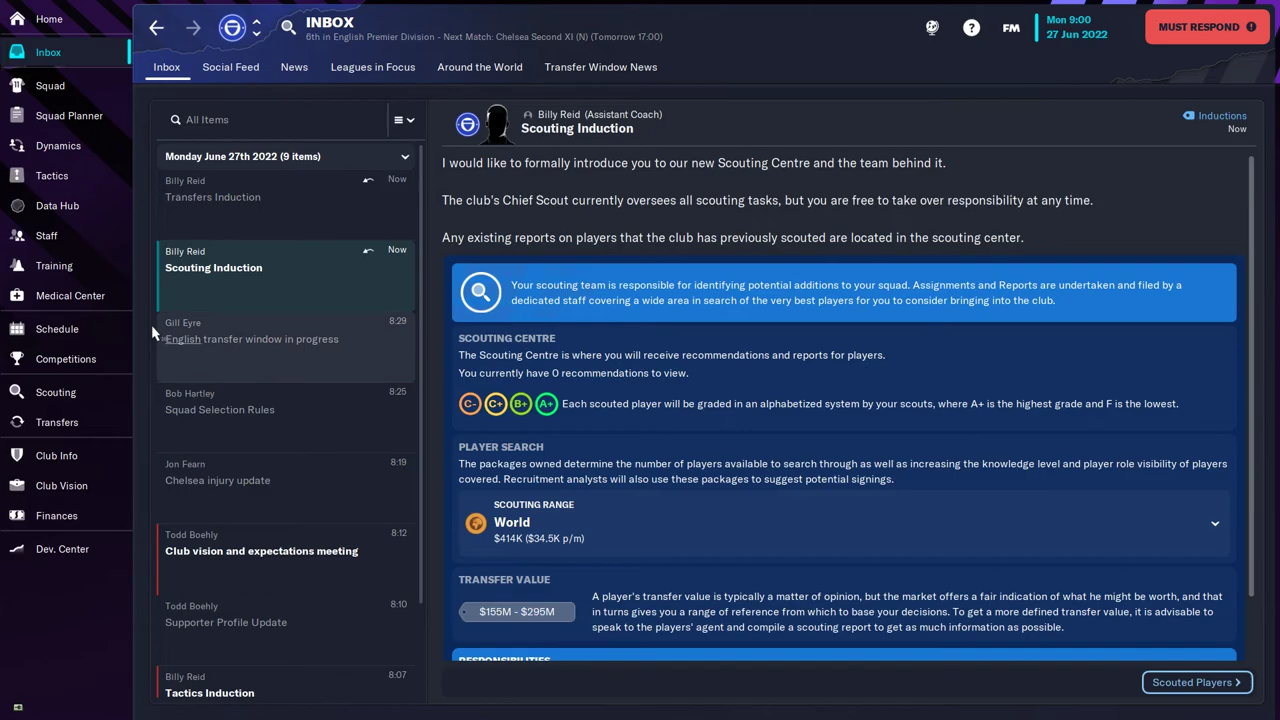 Home
Inbox
Squad
Squad Planner
Dynamics
Tactics
Data Hub
Staff
Training
Medical Center
Schedule
Competitions
Scouting
Transfers
Club Info
Club Vision
Finances
Dev. Center
INBOX
6th in English Premier Division - Next Match: Chelsea Second XI (N) (Tomorrow 17:00)
?
FM
Mon 9:00
27 Jun 2022
MUST RESPOND
Inbox
Social Feed
News
Leagues in Focus
Around the World
Transfer Window News
All Items
Monday June 27th 2022 (9 items)
Billy Reid
Now
Transfers Induction
Billy Reid
Now
Scouting Induction
Gill Eyre
8:29
English transfer window in progress
Bob Hartley
8:25
Squad Selection Rules
Jon Fearn
8:19
Chelsea injury update
Todd Boehly
8:12
Club vision and expectations meeting
Todd Boehly
8:10
Supporter Profile Update
Billy Reid
8:07
Tactics Induction
Billy Reid (Assistant Coach)
Scouting Induction
Inductions
Now
I would like to formally introduce you to our new Scouting Centre and the team behind it.
The club's Chief Scout currently oversees all scouting tasks, but you are free to take over responsibility at any time.
Any existing reports on players that the club has previously scouted are located in the scouting center.
Your scouting team is responsible for identifying potential additions to your squad. Assignments and Reports are undertaken and filed by a
dedicated staff covering a wide area in search of the very best players for you to consider bringing into the club.
SCOUTING CENTRE
The Scouting Centre is where you will receive recommendations and reports for players.
You currently have 0 recommendations to view.
C- C+ B+ A+ Each scouted player will be graded in an alphabetized system by your scouts, where A+ is the highest grade and F is the lowest.
PLAYER SEARCH
The packages owned determine the number of players available to search through as well as increasing the knowledge level and player role visibility of players
covered. Recruitment analysts will also use these packages to suggest potential signings.
SCOUTING RANGE
World
$414K ($34.5K p/m)
TRANSFER VALUE
$155M - $295M
A player's transfer value is typically a matter of opinion, but the market offers a fair indication of what he might be worth, and that
in turns gives you a range of reference from which to base your decisions. To get a more defined transfer value, it is advisable to
speak to the players' agent and compile a scouting report to get as much information as possible.
RESPONSIBILITIES
Scouted Players